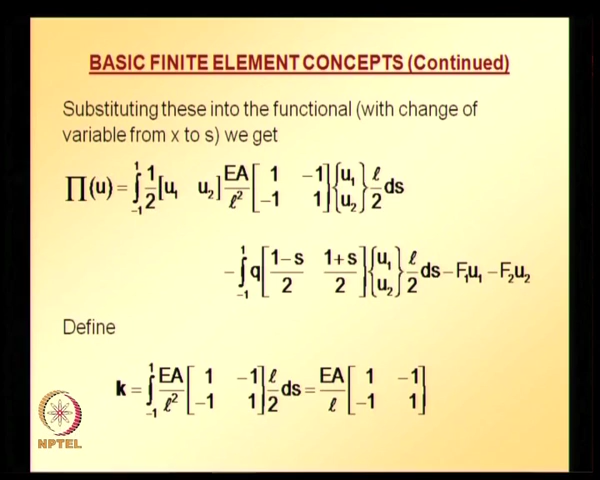 BASIC FINITE ELEMENT CONCEPTS (Continued)
Substituting these into the functional (with change of
variable from x to s) we get
∏(u) = ∫₋₁¹ 1/2 [u₁ u₂] EA/ℓ² [1 −1; −1 1] {u₁; u₂} ℓ/2 ds
− ∫₋₁¹ q [1−s/2 1+s/2] {u₁; u₂} ℓ/2 ds − F₁u₁ − F₂u₂
Define
k = ∫₋₁¹ EA/ℓ² [1 −1; −1 1] ℓ/2 ds = EA/ℓ [1 −1; −1 1]
NPTEL